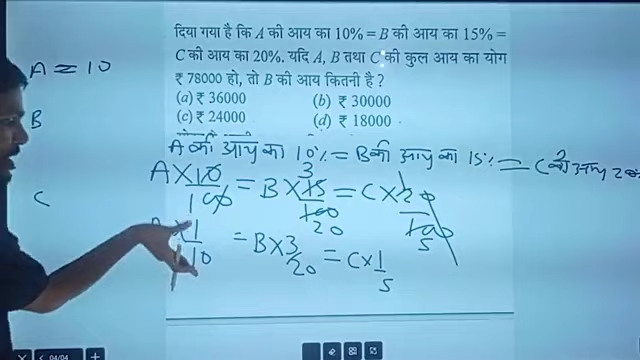 दिया गया है कि A की आय का 10% = B की आय का 15% =
C की आय का 20%. यदि A, B तथा C की कुल आय का योग
₹ 78000 हो, तो B की आय कितनी है ?
(a) ₹ 36000 (b) ₹ 30000
(c) ₹ 24000 (d) ₹ 18000
A = 10
B
C
A की आय का 10% = B की आय का 15% = C की आय 20%
A × 10/100 = B × 15/100 = C × 20/100
3
20
5
× 1/10 = B × 3/20 = C × 1/5
04/04